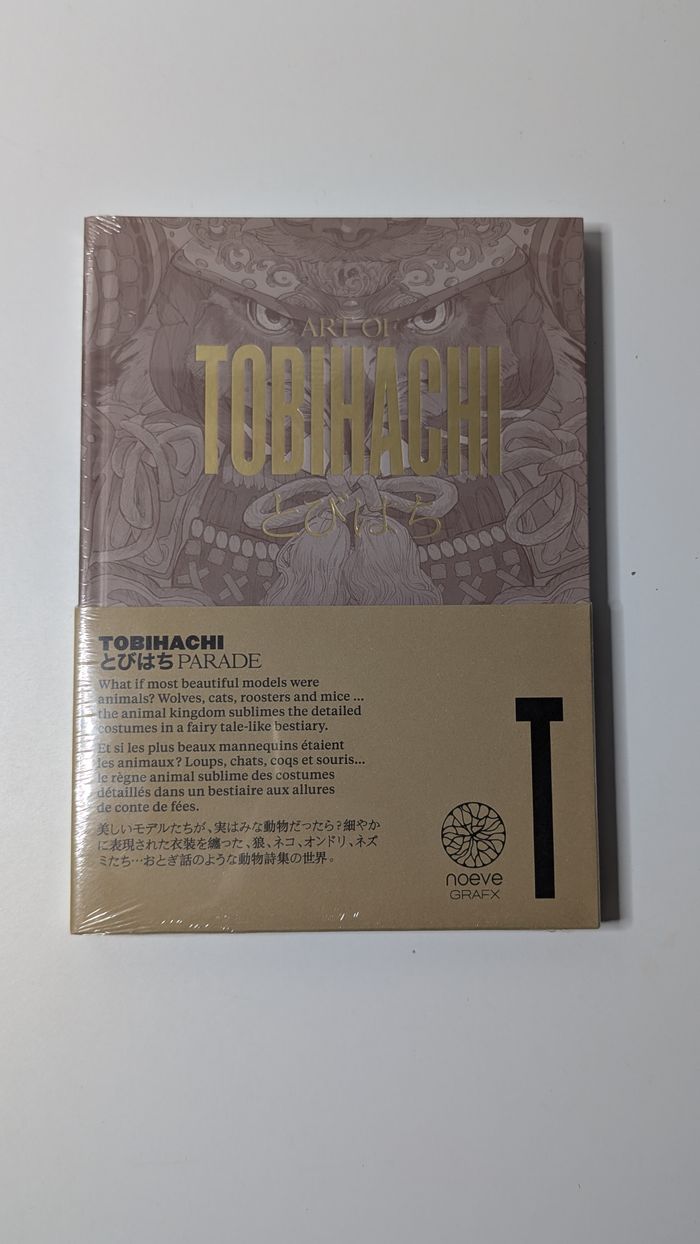 ART OF
TOBIHACHI
とびはち
TOBIHACHI
とびはち PARADE
What if most beautiful models were
animals? Wolves, cats, roosters and mice ...
the animal kingdom sublimes the detailed
costumes in a fairy tale-like bestiary.
Et si les plus beaux mannequins étaient
les animaux ? Loups, chats, coqs et souris...
le règne animal sublime des costumes
détaillés dans un bestiaire aux allures
de conte de fées.
美しいモデルたちが、実はみな動物だったら？細やか
に表現された衣装を纏った、狼、ネコ、オンドリ、ネズ
ミたち…おとぎ話のような動物詩集の世界。
T
noeve
GRAFX